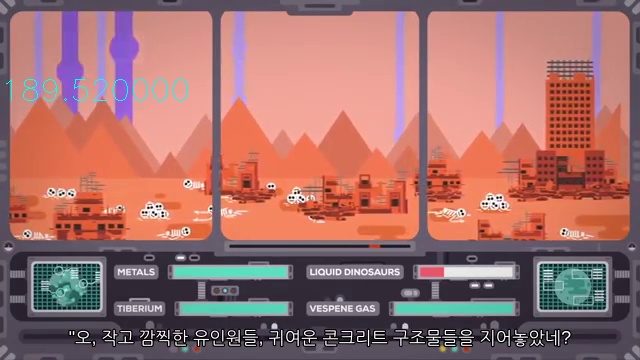 189.520000
METALS
LIQUID DINOSAURS
TIBERIUM
VESPENE GAS
"오, 작고 깜찍한 유인원들, 귀여운 콘크리트 구조물들을 지어놓았네?